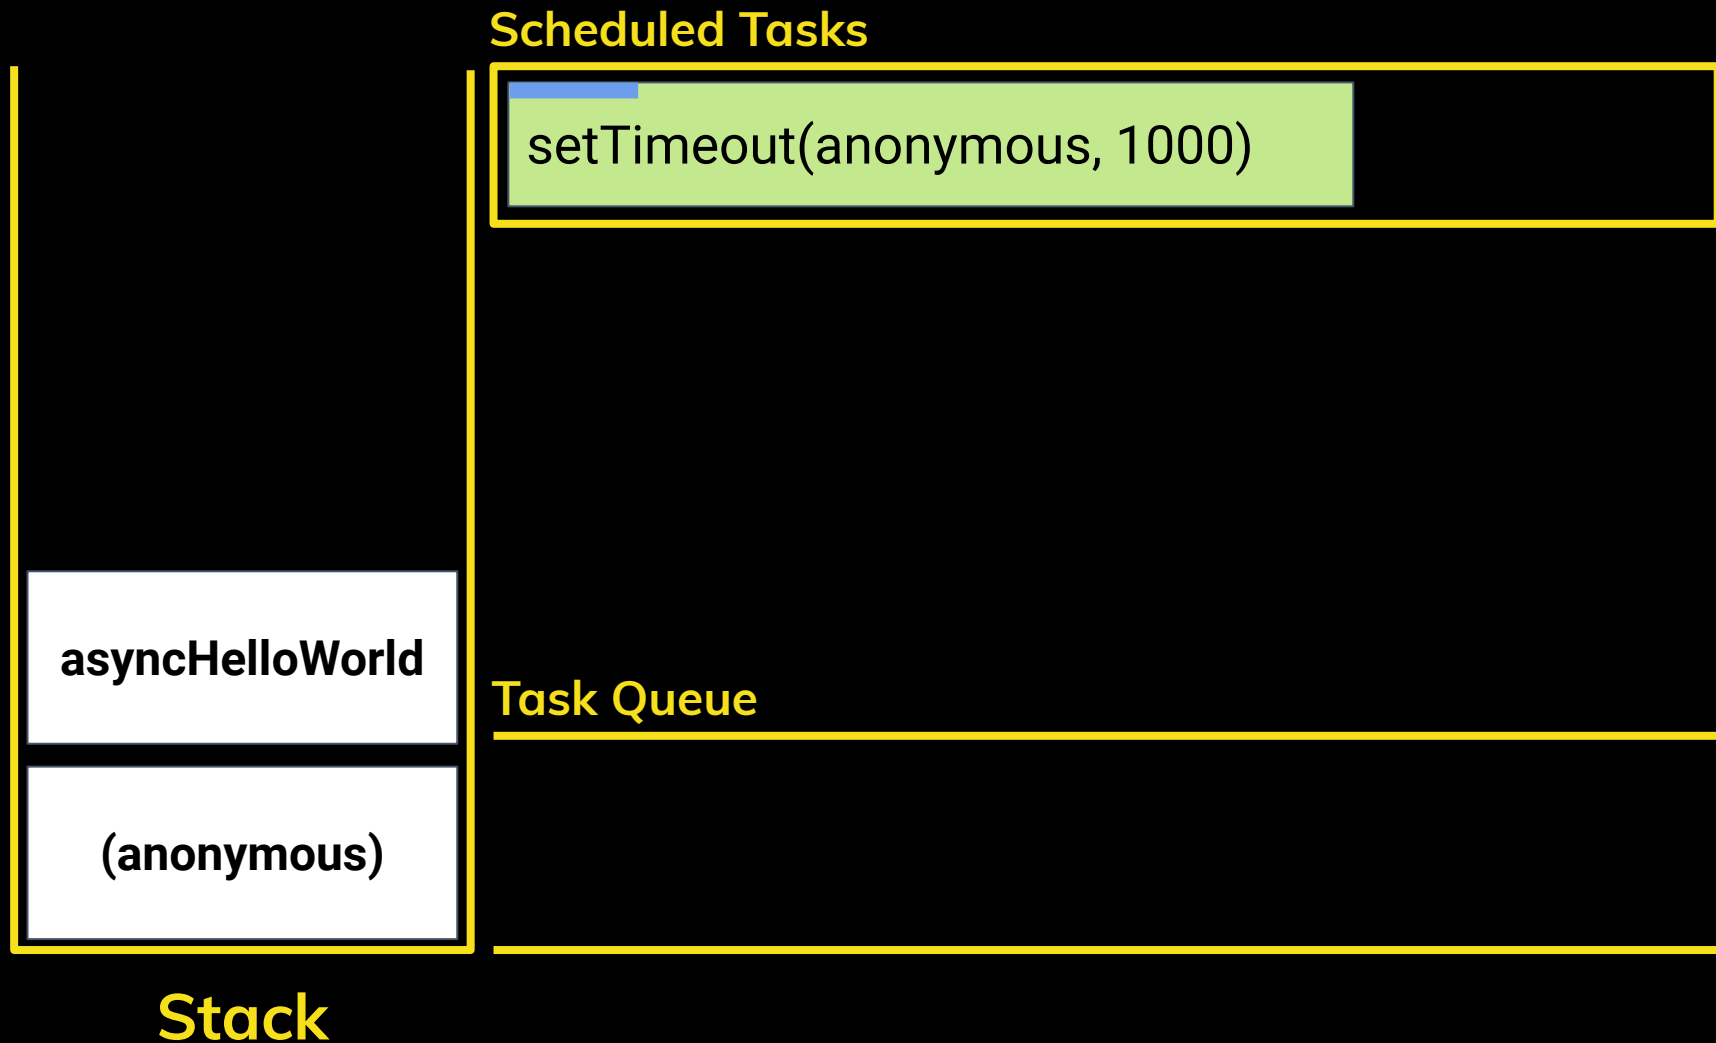 Scheduled Tasks
setTimeout(anonymous, 1000)
asyncHelloWorld
Task Queue
(anonymous)
Stack